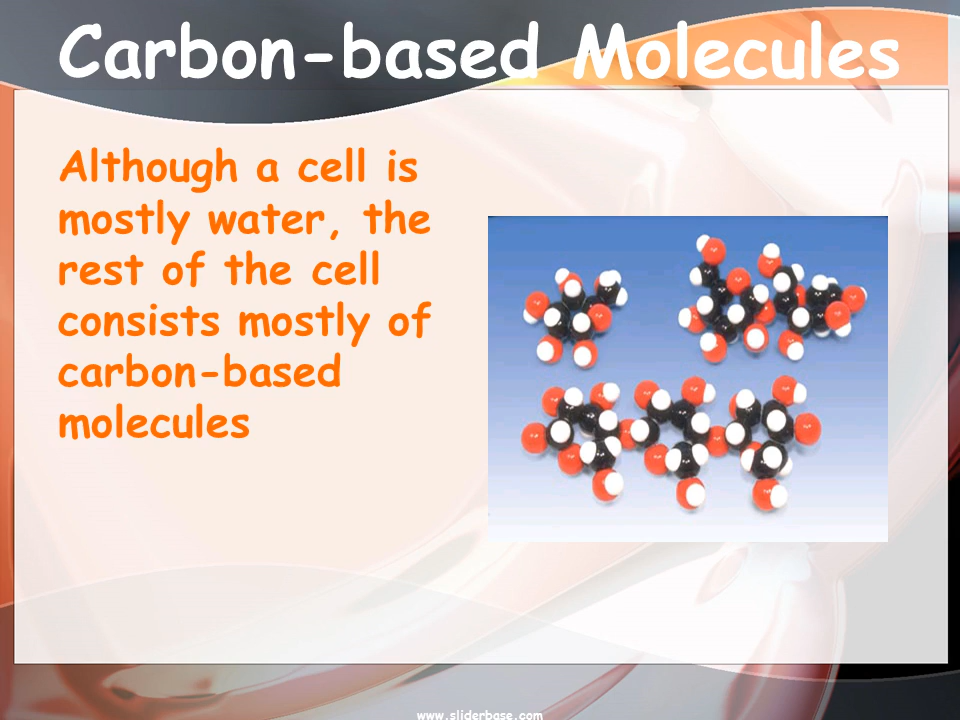 Carbon-based Molecules
Although a cell is
mostly water, the
rest of the cell
consists mostly of
carbon-based
molecules
www.sliderbase.com